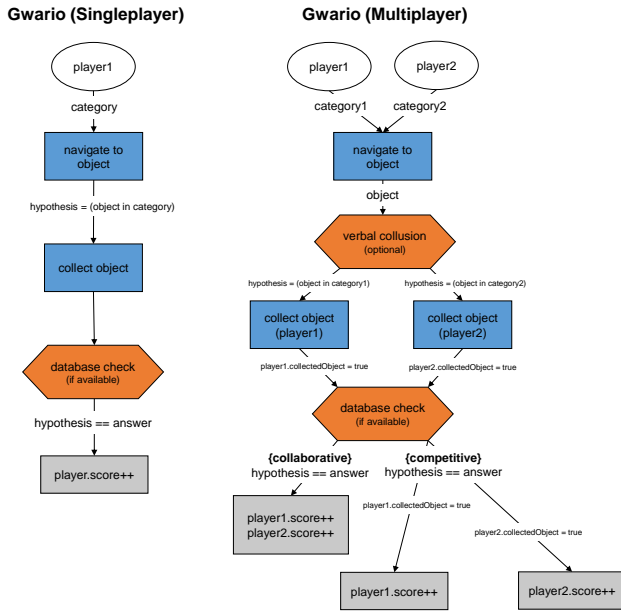 Gwario (Singleplayer)
player1
category
navigate to
object
hypothesis = (object in category)
collect object
database check
(if available)
hypothesis == answer
player.score++
Gwario (Multiplayer)
player1
player2
category1
category2
navigate to
object
object
verbal collusion
(optional)
hypothesis = (object in category1)
hypothesis = (object in category2)
collect object
(player1)
collect object
(player2)
player1.collectedObject = true
player2.collectedObject = true
database check
(if available)
{collaborative}
hypothesis == answer
{competitive}
hypothesis == answer
player1.score++
player2.score++
player1.collectedObject = true
player2.collectedObject = true
player1.score++
player2.score++